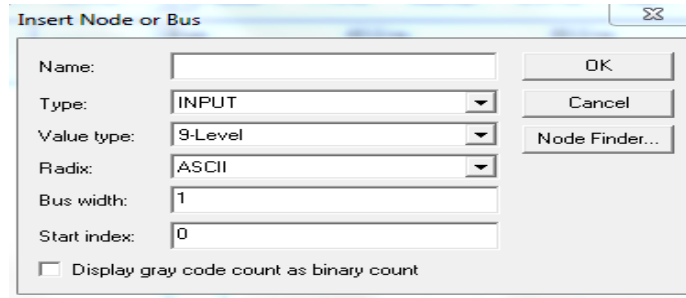 Insert Node or Bus
Name:
OK
Type: INPUT
Cancel
Value type: 9-Level
Node Finder...
Radix: ASCII
Bus width: 1
Start index: 0
Display gray code count as binary count